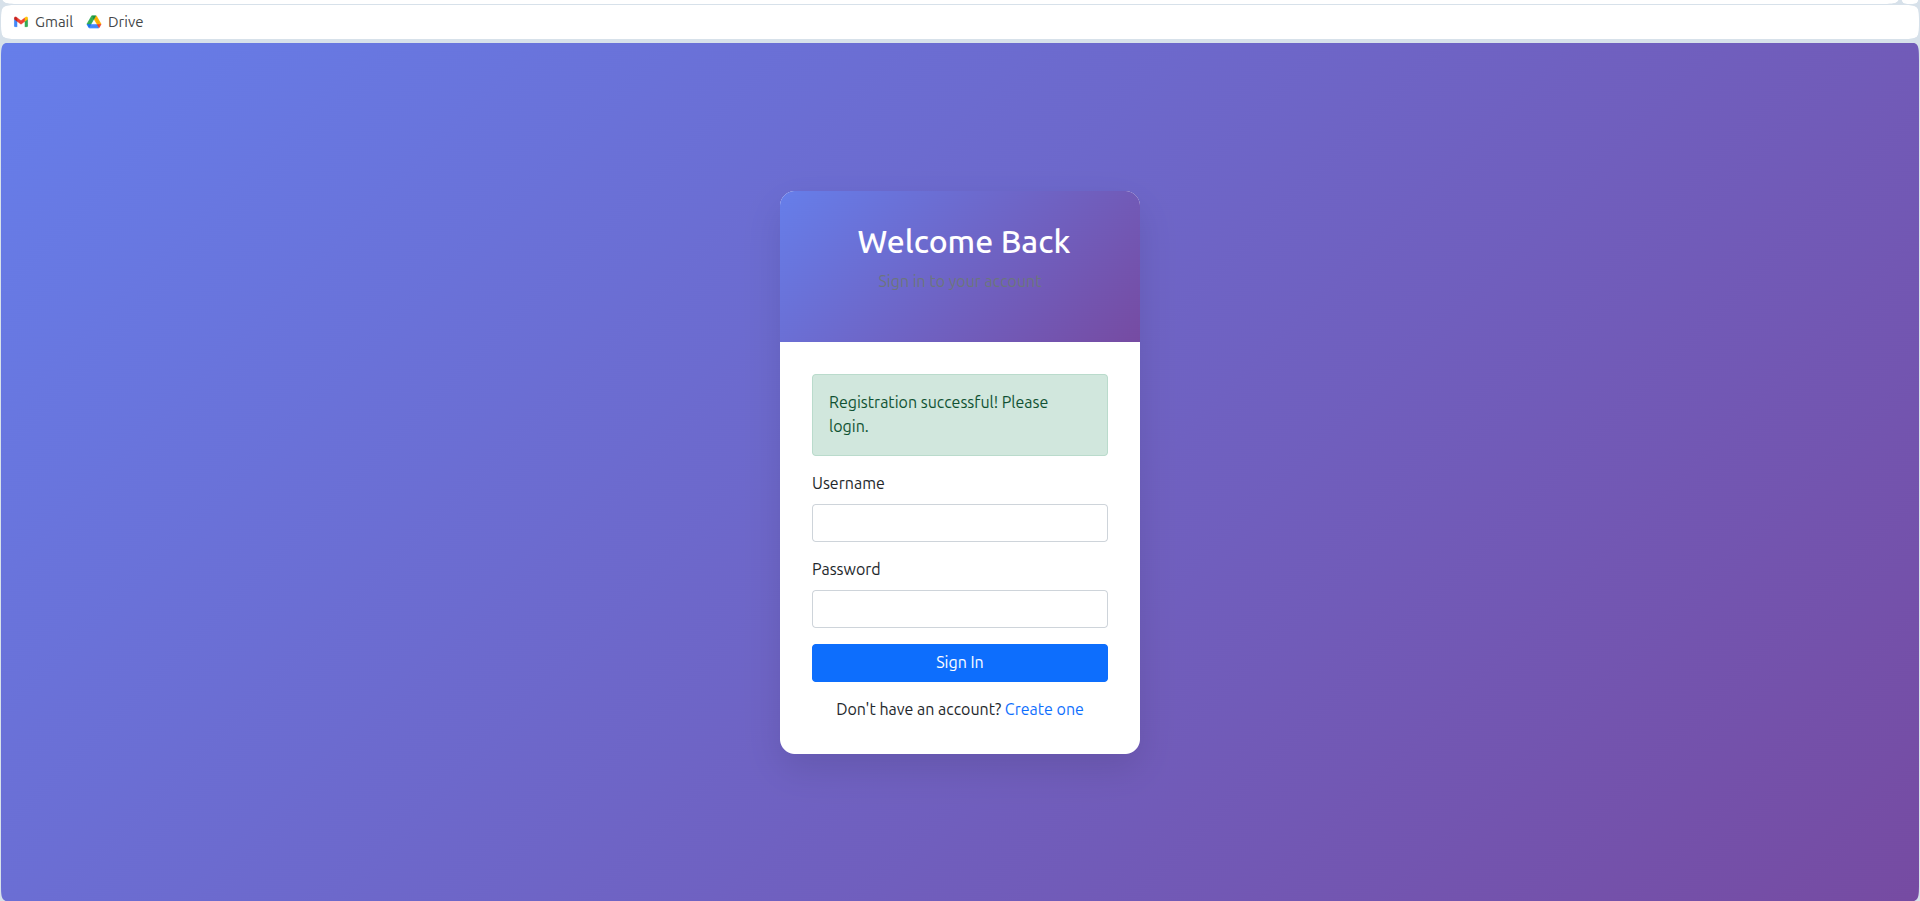 Gmail Drive
Welcome Back
Sign in to your account
Registration successful! Please
login.
Username
Password
Sign In
Don't have an account? Create one